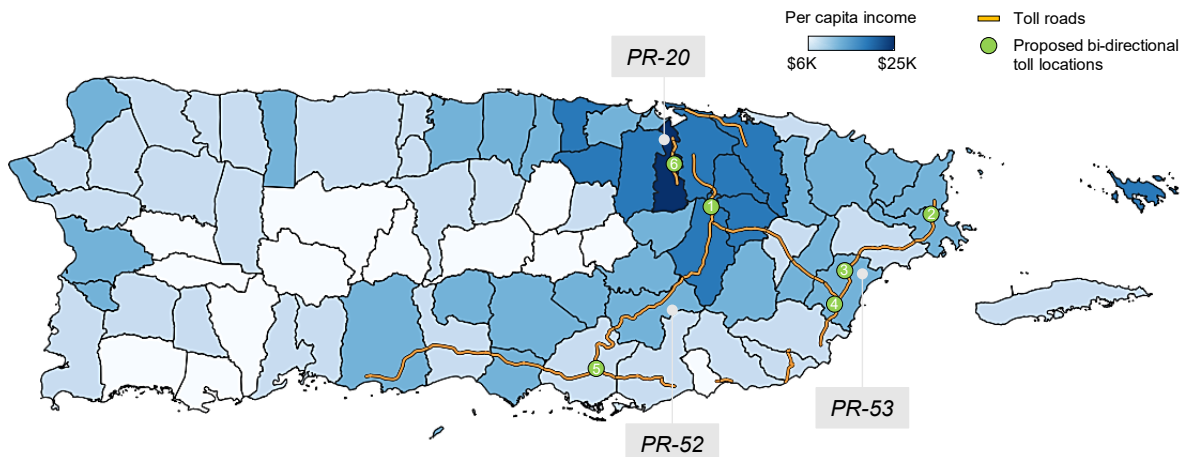 Per capita income
$6K $25K
Toll roads
Proposed bi-directional
toll locations
PR-20
6
1
2
3
4
5
PR-53
PR-52